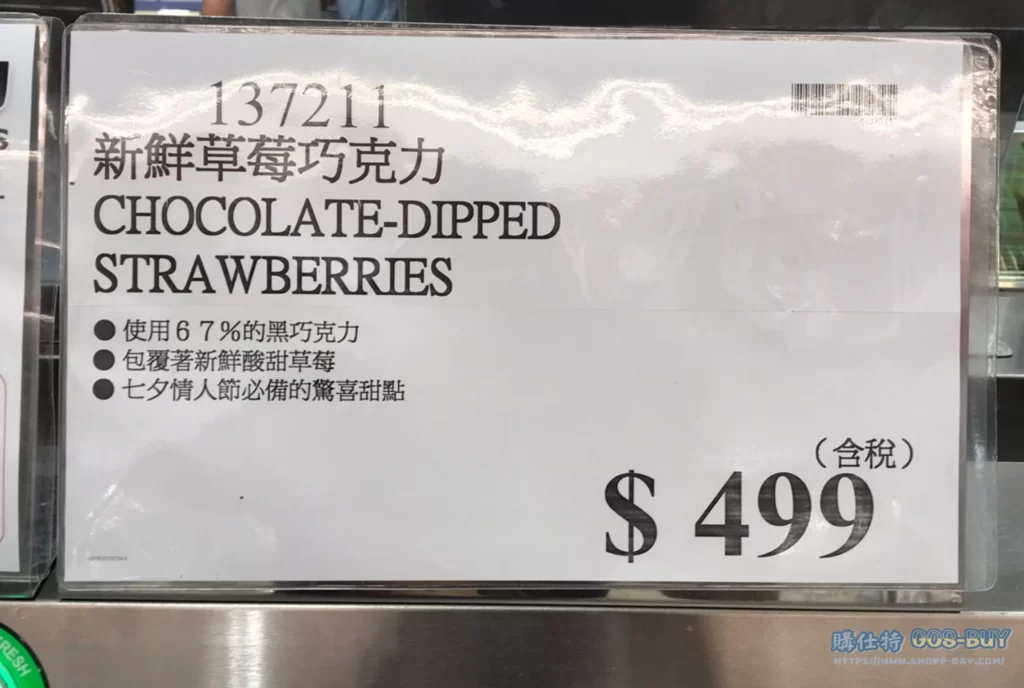 137211
新鮮草莓巧克力
CHOCOLATE-DIPPED
STRAWBERRIES
● 使用６７%的黑巧克力
● 包覆著新鮮酸甜草莓
● 七夕情人節必備的驚喜甜點
（含稅）
$ 499
FRESH
購仕特 GOS-BUY